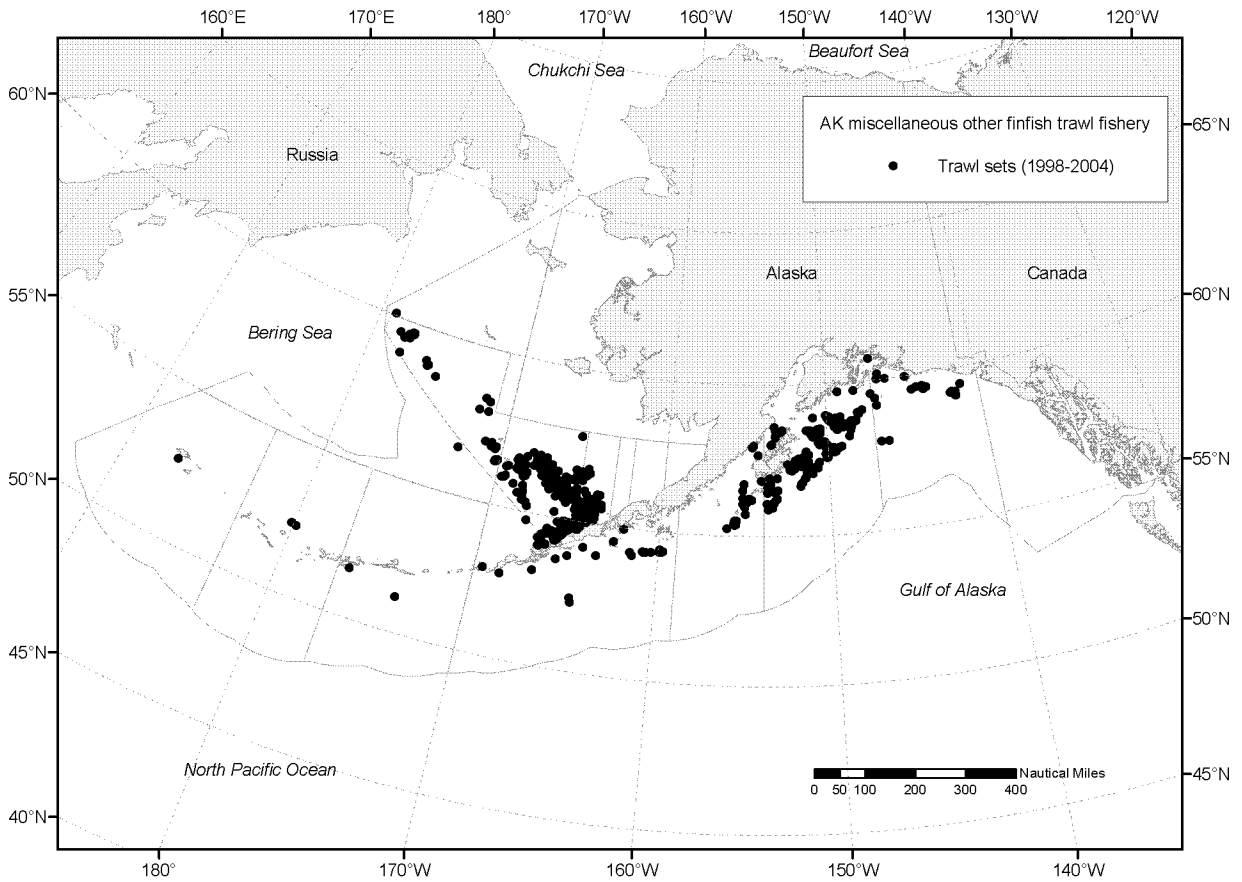 160°E 170°E 180° 170°W 160°W 150°W 140°W 130°W 120°W
Beaufort Sea
Chukchi Sea
60°N
65°N
AK miscellaneous other finfish trawl fishery
Trawl sets (1998-2004)
Russia
Alaska
Canada
55°N
60°N
Bering Sea
50°N
55°N
Gulf of Alaska
50°N
45°N
North Pacific Ocean
Nautical Miles
0 50 100 200 300 400
45°N
40°N
180° 170°W 160°W 150°W 140°W